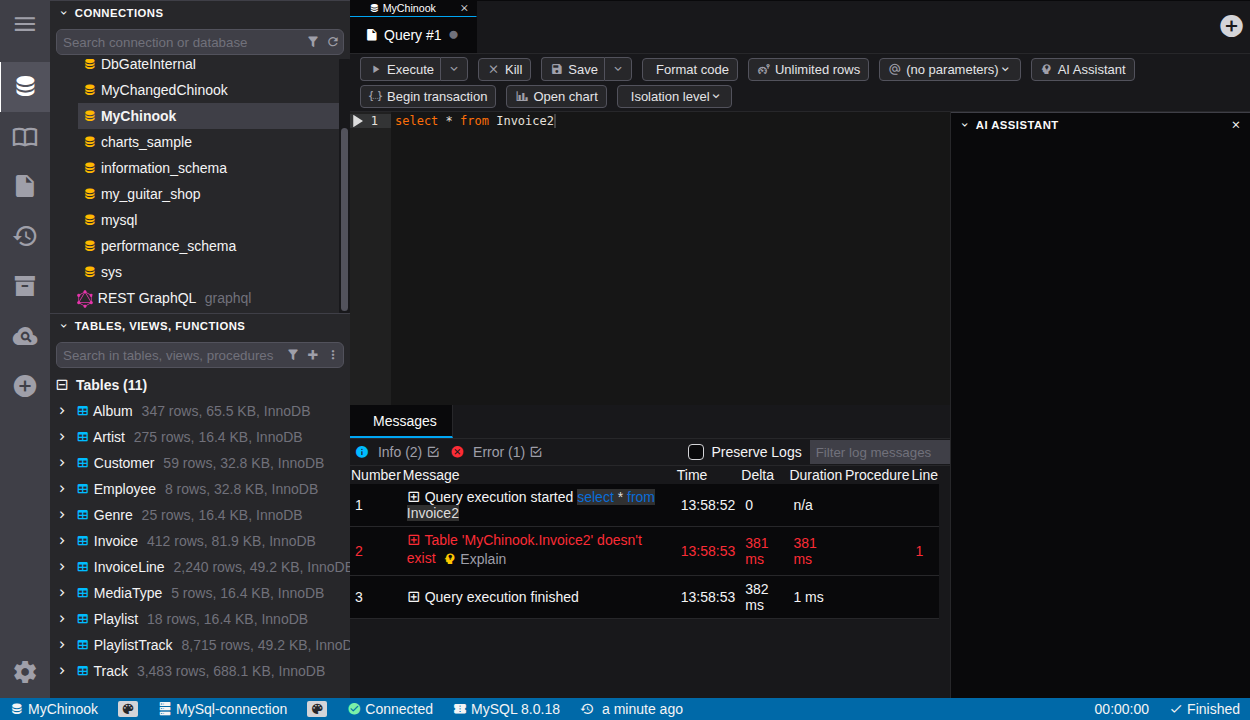 CONNECTIONS
Search connection or database
DbGateInternal
MyChangedChinook
MyChinook
charts_sample
information_schema
my_guitar_shop
mysql
performance_schema
sys
REST GraphQL graphql
TABLES, VIEWS, FUNCTIONS
Search in tables, views, procedures
Tables (11)
Album 347 rows, 65.5 KB, InnoDB
Artist 275 rows, 16.4 KB, InnoDB
Customer 59 rows, 32.8 KB, InnoDB
Employee 8 rows, 32.8 KB, InnoDB
Genre 25 rows, 16.4 KB, InnoDB
Invoice 412 rows, 81.9 KB, InnoDB
InvoiceLine 2,240 rows, 49.2 KB, InnoDB
MediaType 5 rows, 16.4 KB, InnoDB
Playlist 18 rows, 16.4 KB, InnoDB
PlaylistTrack 8,715 rows, 49.2 KB, InnoD
Track 3,483 rows, 688.1 KB, InnoDB
MyChinook
Query #1
Execute Kill Save Format code Unlimited rows (no parameters) AI Assistant
Begin transaction Open chart Isolation level
1 select * from Invoice2
AI ASSISTANT
Messages
Info (2) Error (1) Preserve Logs Filter log messages
Number Message Time Delta Duration Procedure Line
1 Query execution started select * from Invoice2 13:58:52 0 n/a
2 Table 'MyChinook.Invoice2' doesn't exist Explain 13:58:53 381 ms 381 ms 1
3 Query execution finished 13:58:53 382 ms 1 ms
MyChinook MySql-connection Connected MySQL 8.0.18 a minute ago 00:00:00 Finished